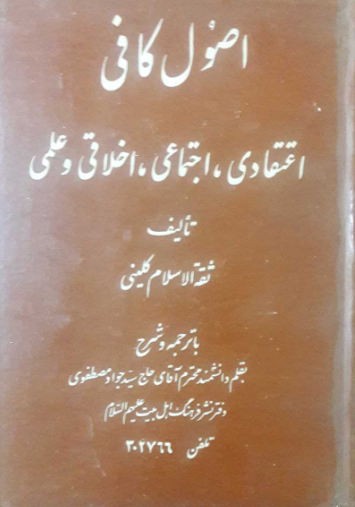 اصول کافی
اعتقادی، اجتماعی، اخلاقی و علمی
تألیف
ثقة الاسلام کلینی
با ترجمه و شرح
بقلم دانشمند محترم آقای حاج سید جواد مصطفوی
دفتر نشر فرهنگ اهل بیت علیهم السلام
تلفن ۳۰۲۷۶۶